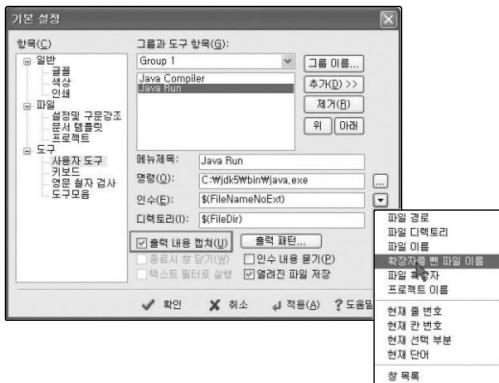 기본 설정
항목(C)
일반
글꼴
색상
인쇄
파일
설정및 구문강조
문서 템플릿
프로젝트
도구
사용자 도구
키보드
영문 철자 검사
도구모음
그룹과 도구 항목(G):
Group 1
그룹 이름...
Java Compiler
Java Run
추가(D) >>
제거(R)
위
아래
메뉴제목:
Java Run
명령(O):
C:\jdk5\bin\java.exe
...
인수(E):
$(FileNameNoExt)
디렉토리(I):
$(FileDir)
출력 내용 캡쳐(U)
출력 패턴...
종료시 창 닫기(W)
인수 내용 묻기(P)
텍스트 필터로 실행
열려진 파일 저장
확인
취소
적용(A)
도움말
파일 경로
파일 디렉토리
파일 이름
확장자를 뺀 파일 이름
파일 확장자
프로젝트 이름
현재 줄 번호
현재 칸 번호
현재 선택 부분
현재 단어
창 목록